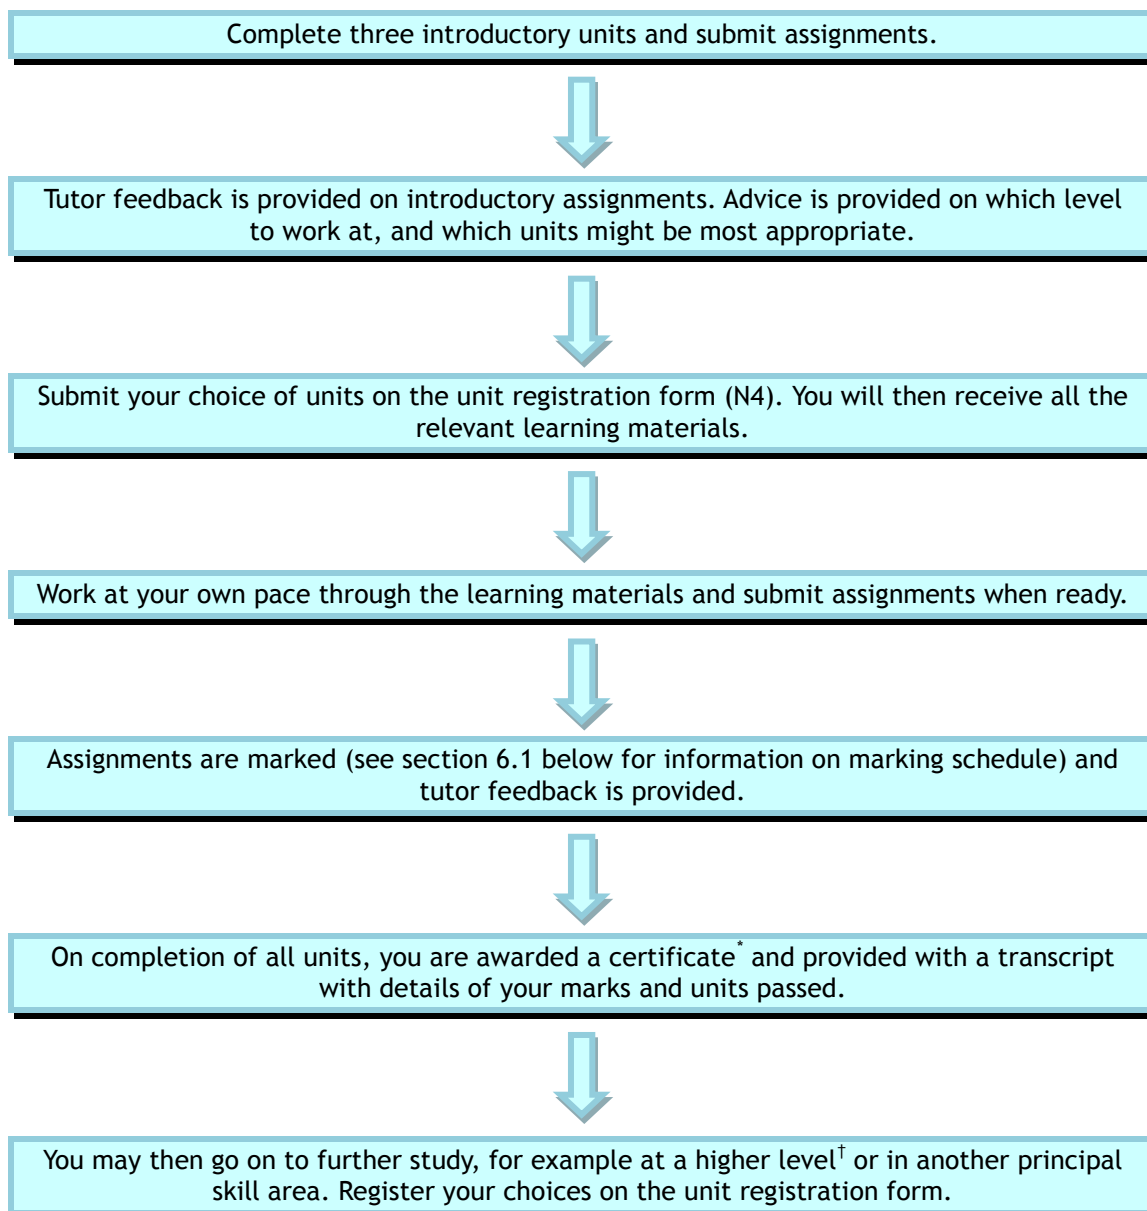 Complete three introductory units and submit assignments.
Tutor feedback is provided on introductory assignments. Advice is provided on which level
to work at, and which units might be most appropriate.
Submit your choice of units on the unit registration form (N4). You will then receive all the
relevant learning materials.
Work at your own pace through the learning materials and submit assignments when ready.
Assignments are marked (see section 6.1 below for information on marking schedule) and
tutor feedback is provided.
On completion of all units, you are awarded a certificate* and provided with a transcript
with details of your marks and units passed.
You may then go on to further study, for example at a higher level† or in another principal
skill area. Register your choices on the unit registration form.